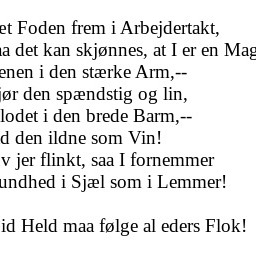 et Foden frem i Arbejdertakt,
a det kan skjønnes, at I er en Mag
enen i den stærke Arm,--
jør den spændstig og lin,
lodet i den brede Barm,--
d den ildne som Vin!
v jer flinkt, saa I fornemmer
undhed i Sjæl som i Lemmer!
id Held maa følge al eders Flok!